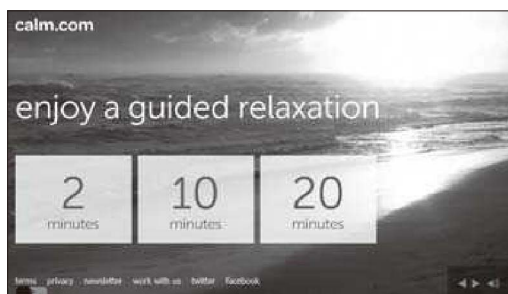 calm.com
enjoy a guided relaxation
2 10 20
minutes minutes minutes
terms privacy newsletter work with us twitter facebook